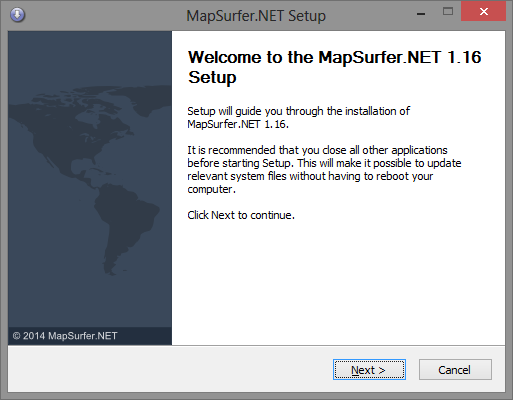 MapSurfer.NET Setup
Welcome to the MapSurfer.NET 1.16
Setup
Setup will guide you through the installation of
MapSurfer.NET 1.16.
It is recommended that you close all other applications
before starting Setup. This will make it possible to update
relevant system files without having to reboot your
computer.
Click Next to continue.
© 2014 MapSurfer.NET
Next >
Cancel